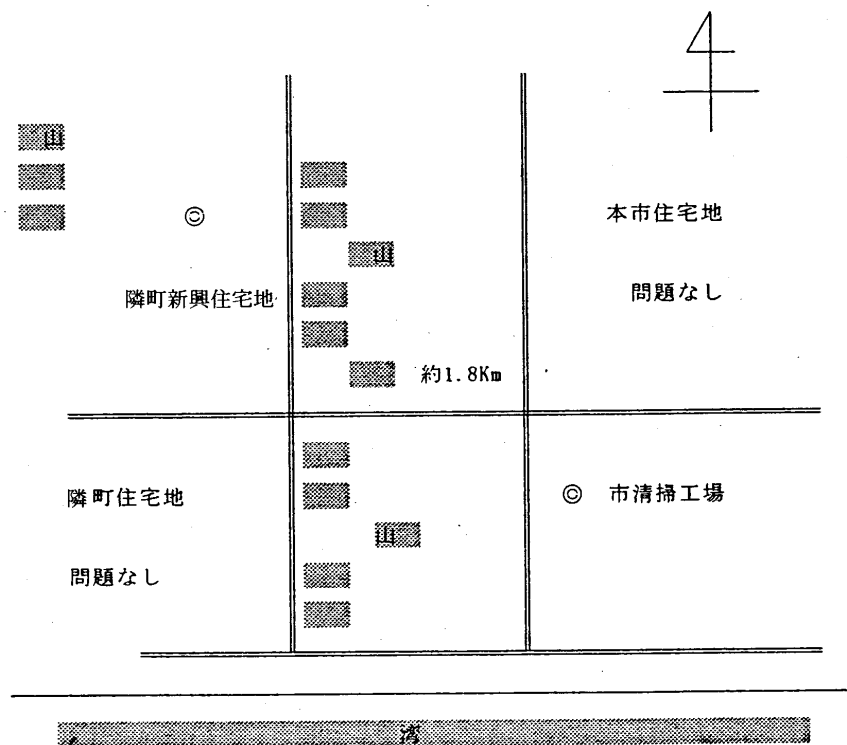 山
◎
本市住宅地
山
隣町新興住宅地
問題なし
約1.8Km
隣町住宅地
◎ 市清掃工場
山
問題なし
湾